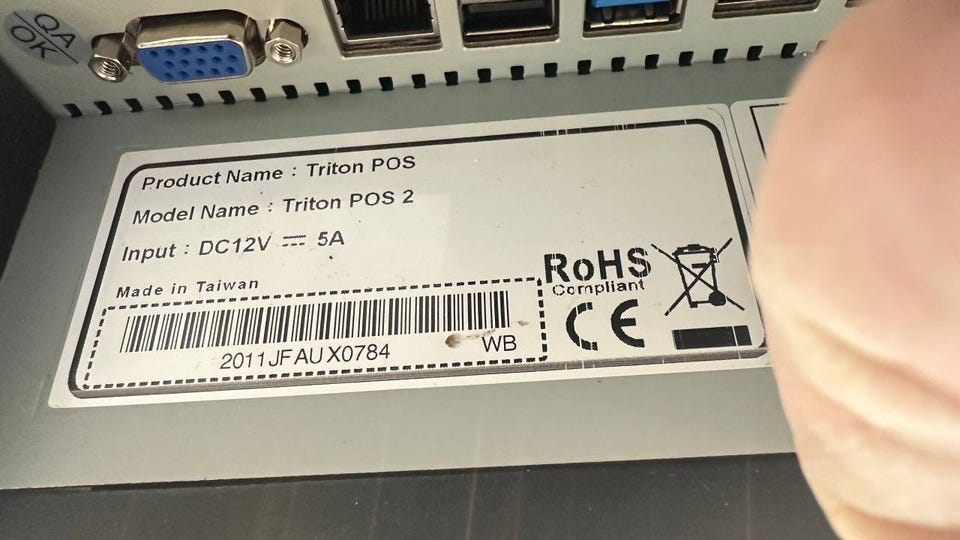 QA
OK
Product Name : Triton POS
Model Name : Triton POS 2
Input : DC12V ⎓ 5A
Made in Taiwan
2011JFAUX0784
WB
RoHS
Compliant
CE